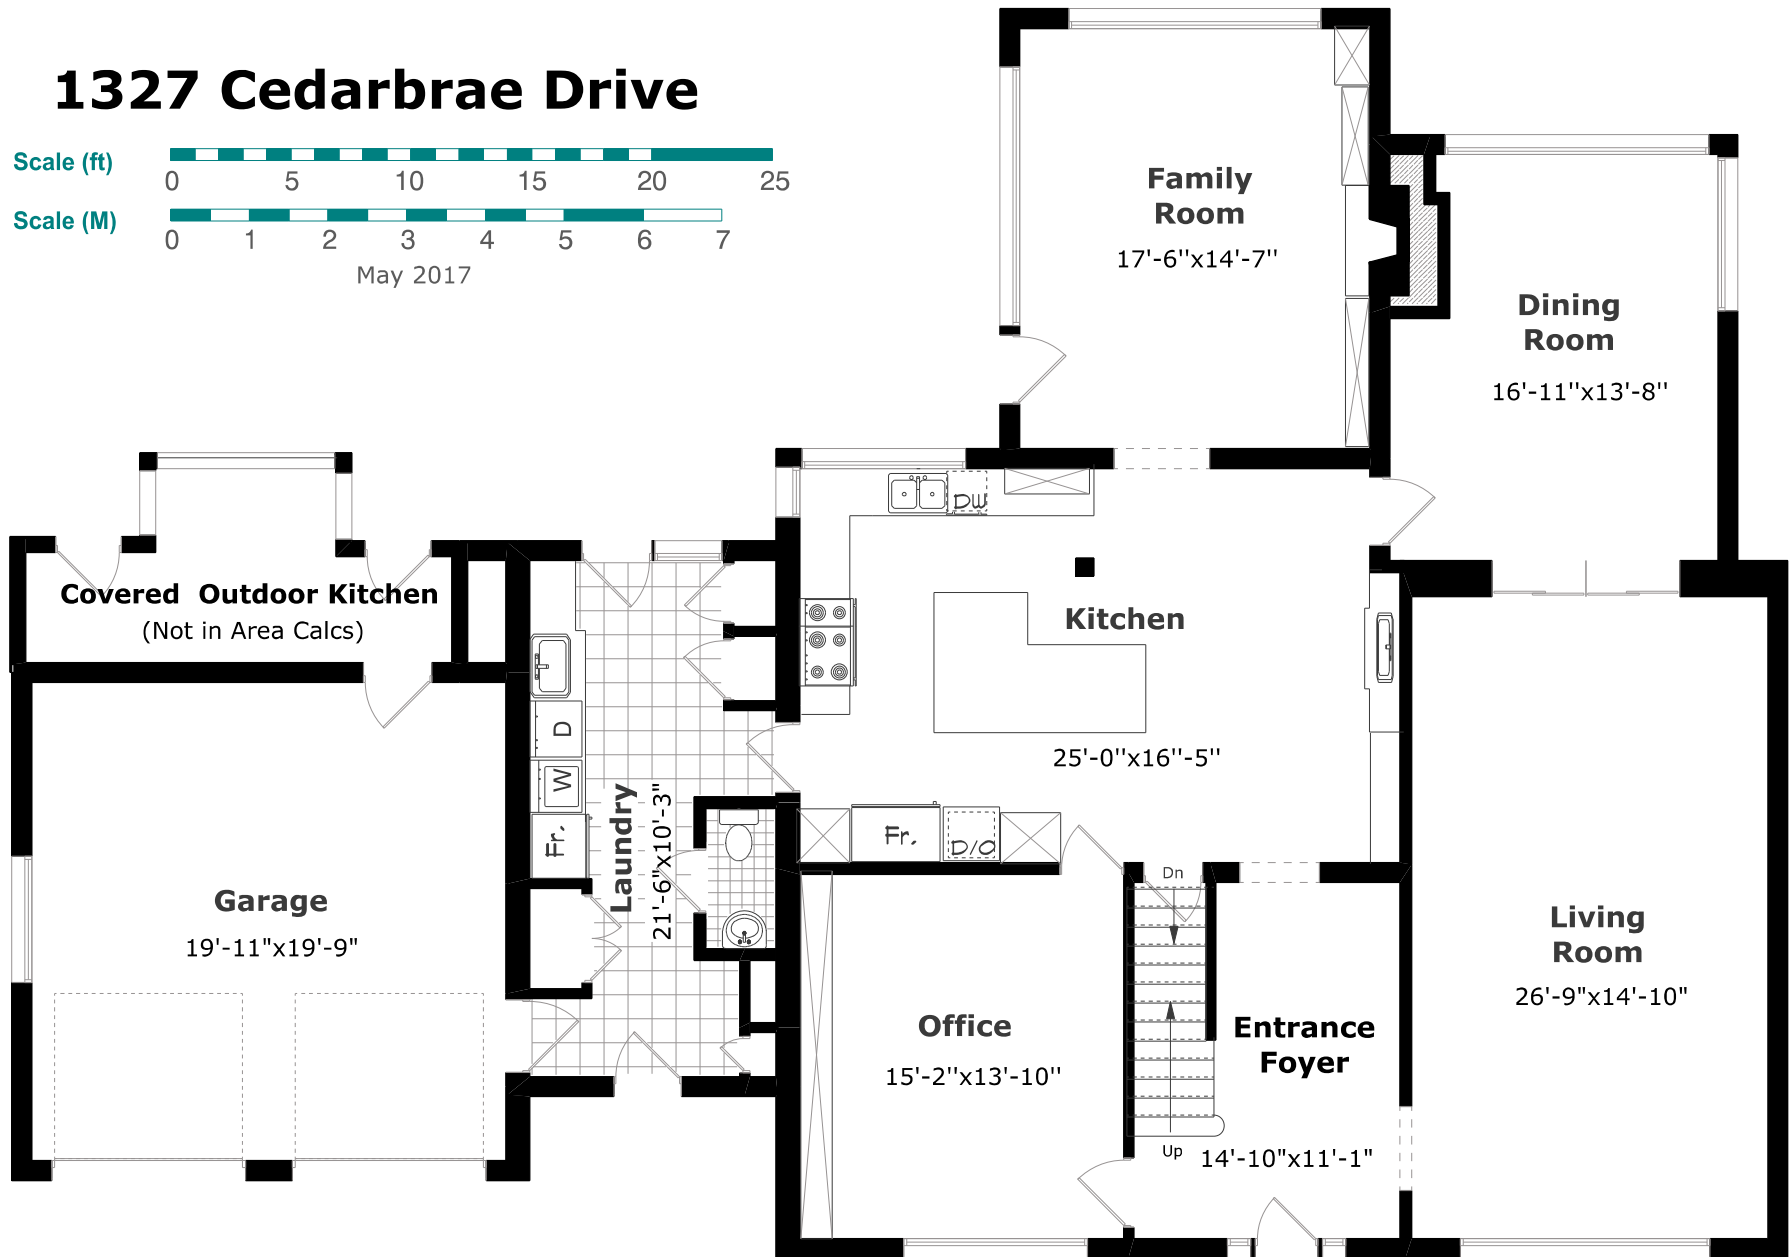 1327 Cedarbrae Drive
Scale (ft)
0 5 10 15 20 25
Scale (M)
0 1 2 3 4 5 6 7
May 2017
Family
Room
17'-6''x14'-7''
Dining
Room
16'-11''x13'-8''
DW
Covered Outdoor Kitchen
(Not in Area Calcs)
Kitchen
25'-0''x16''-5''
D
W
Fr.
Laundry
21'-6"x10'-3"
Fr.
D/O
Dn
Garage
19'-11"x19'-9"
Living
Room
26'-9"x14'-10"
Office
15'-2''x13'-10''
Entrance
Foyer
Up
14'-10"x11'-1"